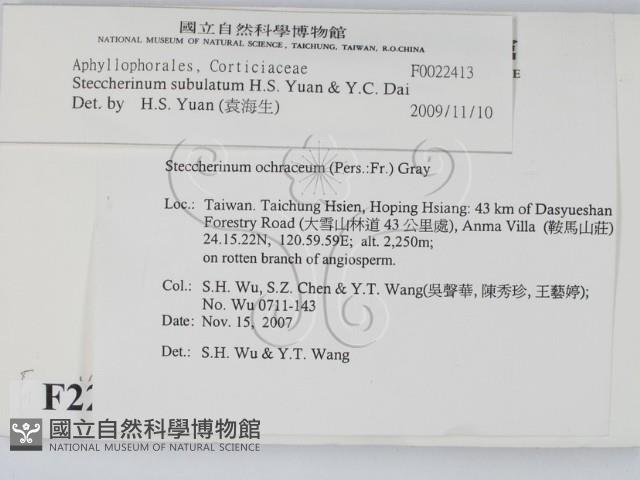 國立自然科學博物館
NATIONAL MUSEUM OF NATURAL SCIENCE, TAICHUNG, TAIWAN, R.O.CHINA
Aphyllophorales, Corticiaceae F0022413
Steccherinum subulatum H.S. Yuan & Y.C. Dai
Det. by H.S. Yuan (袁海生) 2009/11/10
Steccherinum ochraceum (Pers.:Fr.) Gray
Loc.: Taiwan. Taichung Hsien, Hoping Hsiang: 43 km of Dasyueshan
Forestry Road (大雪山林道 43 公里處), Anma Villa (鞍馬山莊)
24.15.22N, 120.59.59E; alt. 2,250m;
on rotten branch of angiosperm.
Col.: S.H. Wu, S.Z. Chen & Y.T. Wang(吳聲華, 陳秀珍, 王藝婷);
No. Wu 0711-143
Date: Nov. 15, 2007
Det.: S.H. Wu & Y.T. Wang
F22
國立自然科學博物館
NATIONAL MUSEUM OF NATURAL SCIENCE